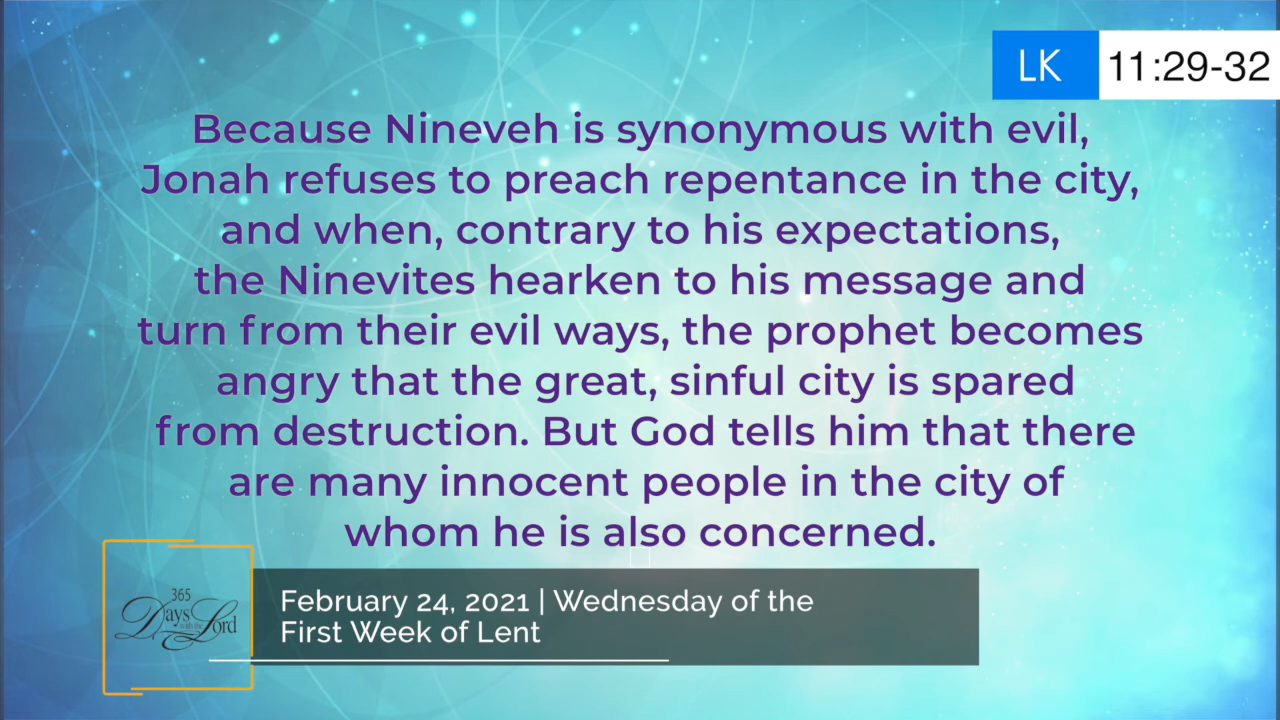 LK 11:29-32
Because Nineveh is synonymous with evil,
Jonah refuses to preach repentance in the city,
and when, contrary to his expectations,
the Ninevites hearken to his message and
turn from their evil ways, the prophet becomes
angry that the great, sinful city is spared
from destruction. But God tells him that there
are many innocent people in the city of
whom he is also concerned.
365
Days with the Lord
February 24, 2021 | Wednesday of the
First Week of Lent